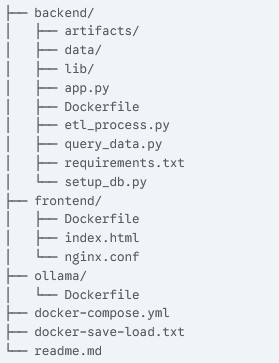 ├── backend/
│   ├── artifacts/
│   ├── data/
│   ├── lib/
│   ├── app.py
│   ├── Dockerfile
│   ├── etl_process.py
│   ├── query_data.py
│   ├── requirements.txt
│   └── setup_db.py
├── frontend/
│   ├── Dockerfile
│   ├── index.html
│   └── nginx.conf
├── ollama/
│   └── Dockerfile
├── docker-compose.yml
├── docker-save-load.txt
└── readme.md